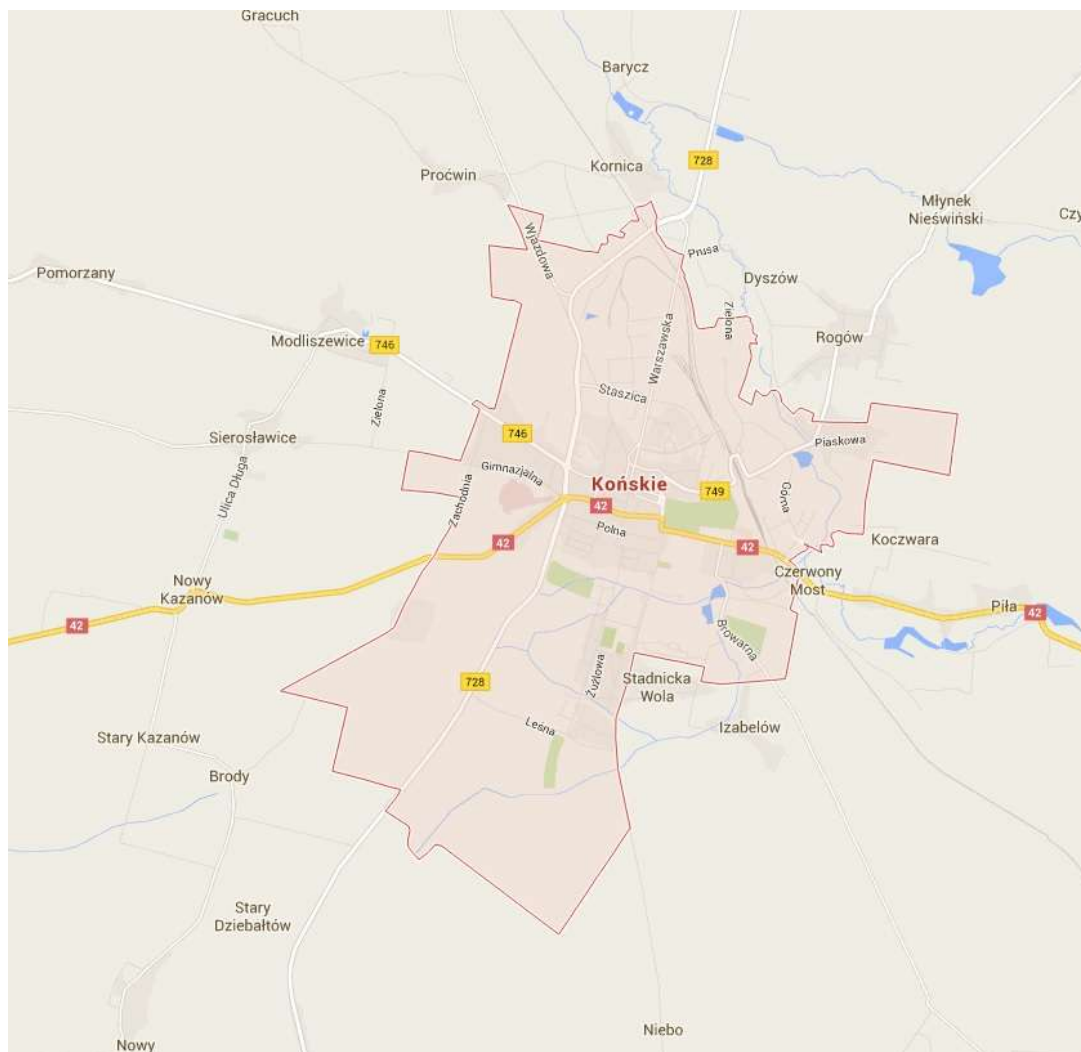 Gracuch
Barycz
728
Kornica
Proćwin
Młynek
Nieświński
Czy
Wjazdowa
Prusa
Pomorzany
Dyszów
Zielona
Modliszewice
746
Rogów
Warszawska
Staszica
Zielona
Sierosławice
746
Piaskowa
Gimnazjalna
Zachodnia
Ulica Długa
Końskie
749
Górna
42
Polna
42
42
Koczwara
Czerwony
Most
Nowy
Kazanów
42
Piła
42
Browarna
Żużlowa
Stadnicka
Wola
728
Leśna
Izabelów
Stary Kazanów
Brody
Stary
Dziebałtów
Niebo
Nowy